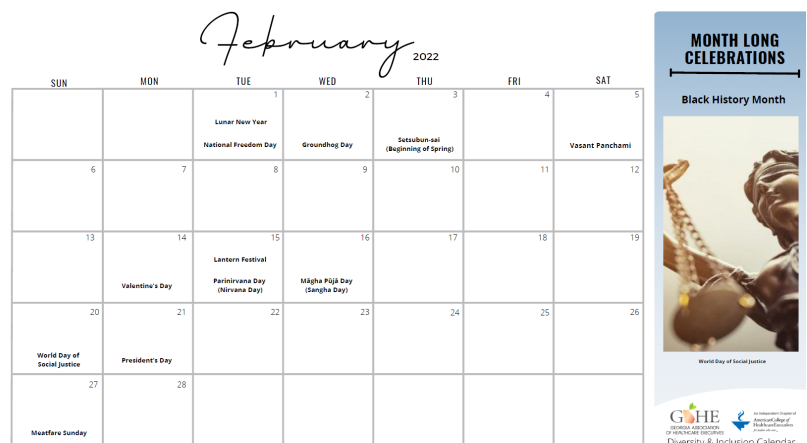 February 2022
SUN MON TUE WED THU FRI SAT
1 2 3 4 5
Lunar New Year
National Freedom Day
Groundhog Day
Setsubun-sai
(Beginning of Spring)
Vasant Panchami
6 7 8 9 10 11 12
13 14 15 16 17 18 19
Valentine's Day
Lantern Festival
Parinirvana Day
(Nirvana Day)
Māgha Pūjā Day
(Sangha Day)
20 21 22 23 24 25 26
World Day of
Social Justice
President's Day
27 28
Meatfare Sunday
MONTH LONG
CELEBRATIONS
Black History Month
World Day of Social Justice
GAHE
GEORGIA ASSOCIATION
OF HEALTHCARE EXECUTIVES
An Independent Chapter of
American College of
Healthcare Executives
Diversity & Inclusion Calendar